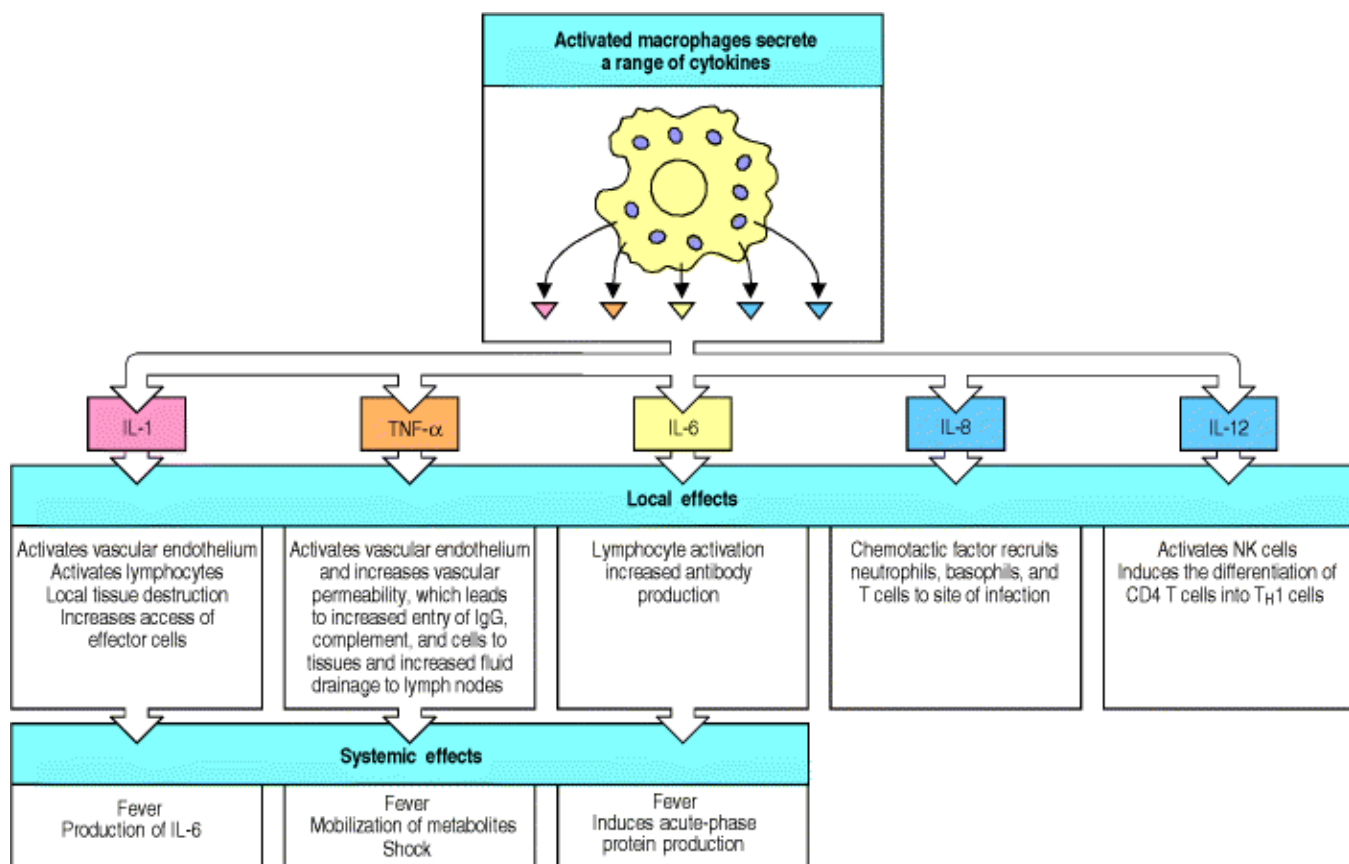 Activated macrophages secrete
a range of cytokines
IL-1
TNF-α
IL-6
IL-8
IL-12
Local effects
Activates vascular endothelium
Activates lymphocytes
Local tissue destruction
Increases access of
effector cells
Activates vascular endothelium
and increases vascular
permeability, which leads
to increased entry of IgG,
complement, and cells to
tissues and increased fluid
drainage to lymph nodes
Lymphocyte activation
increased antibody
production
Chemotactic factor recruits
neutrophils, basophils, and
T cells to site of infection
Activates NK cells
Induces the differentiation of
CD4 T cells into TH1 cells
Systemic effects
Fever
Production of IL-6
Fever
Mobilization of metabolites
Shock
Fever
Induces acute-phase
protein production